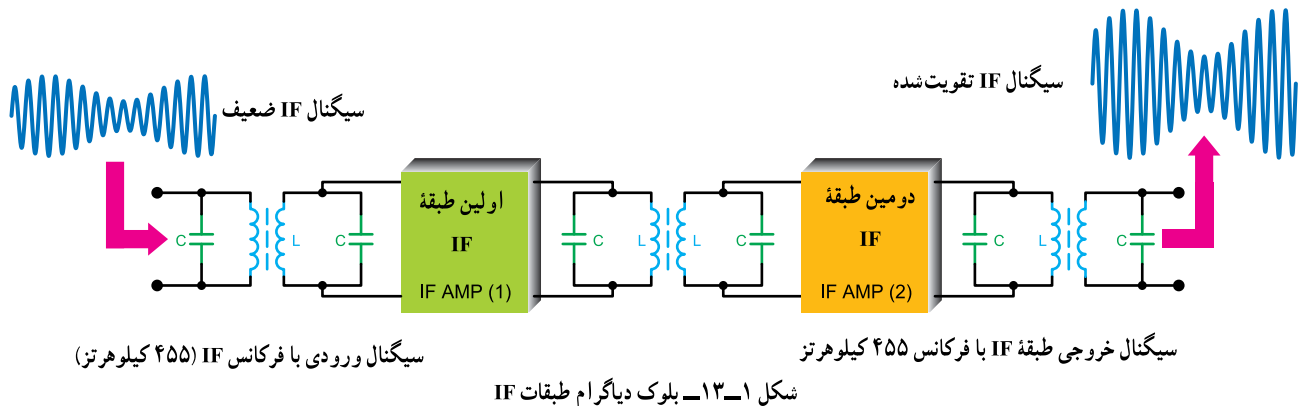 سیگنال IF تقویت‌شده
سیگنال IF ضعیف
C
L
C
اولین طبقهٔ
IF
IF AMP (1)
C
L
L
C
دومین طبقهٔ
IF
IF AMP (2)
C
L
C
سیگنال ورودی با فرکانس IF (۴۵۵ کیلوهرتز)
سیگنال خروجی طبقهٔ IF با فرکانس ۴۵۵ کیلوهرتز
شکل ۱ــ۱۳ــ بلوک دیاگرام طبقات IF